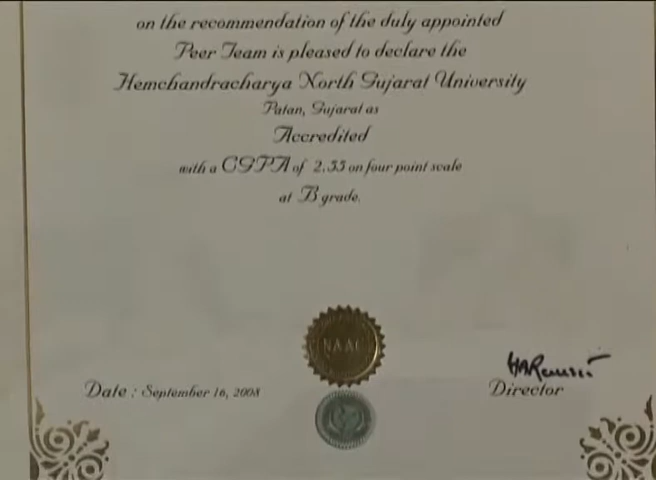 on the recommendation of the duly appointed
Peer Team is pleased to declare the
Hemchandracharya North Gujarat University
Patan, Gujarat as
Accredited
with a CGPA of 2.33 on four point scale
at B grade.
NAAC
Date : September 16, 2008
Director